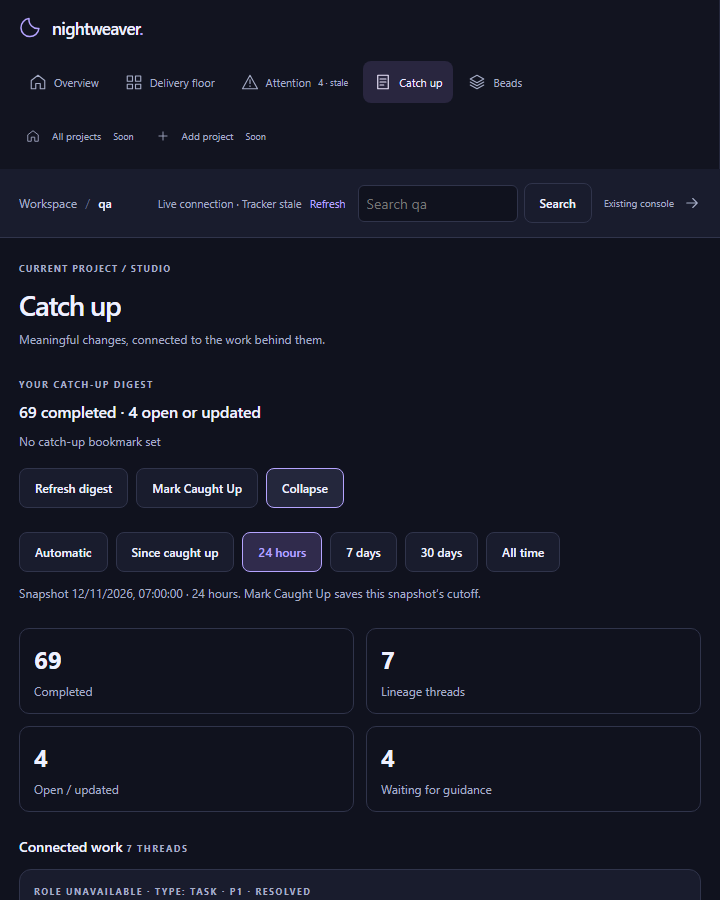 nightweaver.
Overview Delivery floor Attention 4 · stale Catch up Beads
All projects Soon Add project Soon
Workspace / qa Live connection · Tracker stale Refresh Search qa Search Existing console
CURRENT PROJECT / STUDIO
Catch up
Meaningful changes, connected to the work behind them.
YOUR CATCH-UP DIGEST
69 completed · 4 open or updated
No catch-up bookmark set
Refresh digest Mark Caught Up Collapse
Automatic Since caught up 24 hours 7 days 30 days All time
Snapshot 12/11/2026, 07:00:00 · 24 hours. Mark Caught Up saves this snapshot's cutoff.
69 7
Completed Lineage threads
4 4
Open / updated Waiting for guidance
Connected work 7 THREADS
ROLE UNAVAILABLE · TYPE: TASK · P1 · RESOLVED